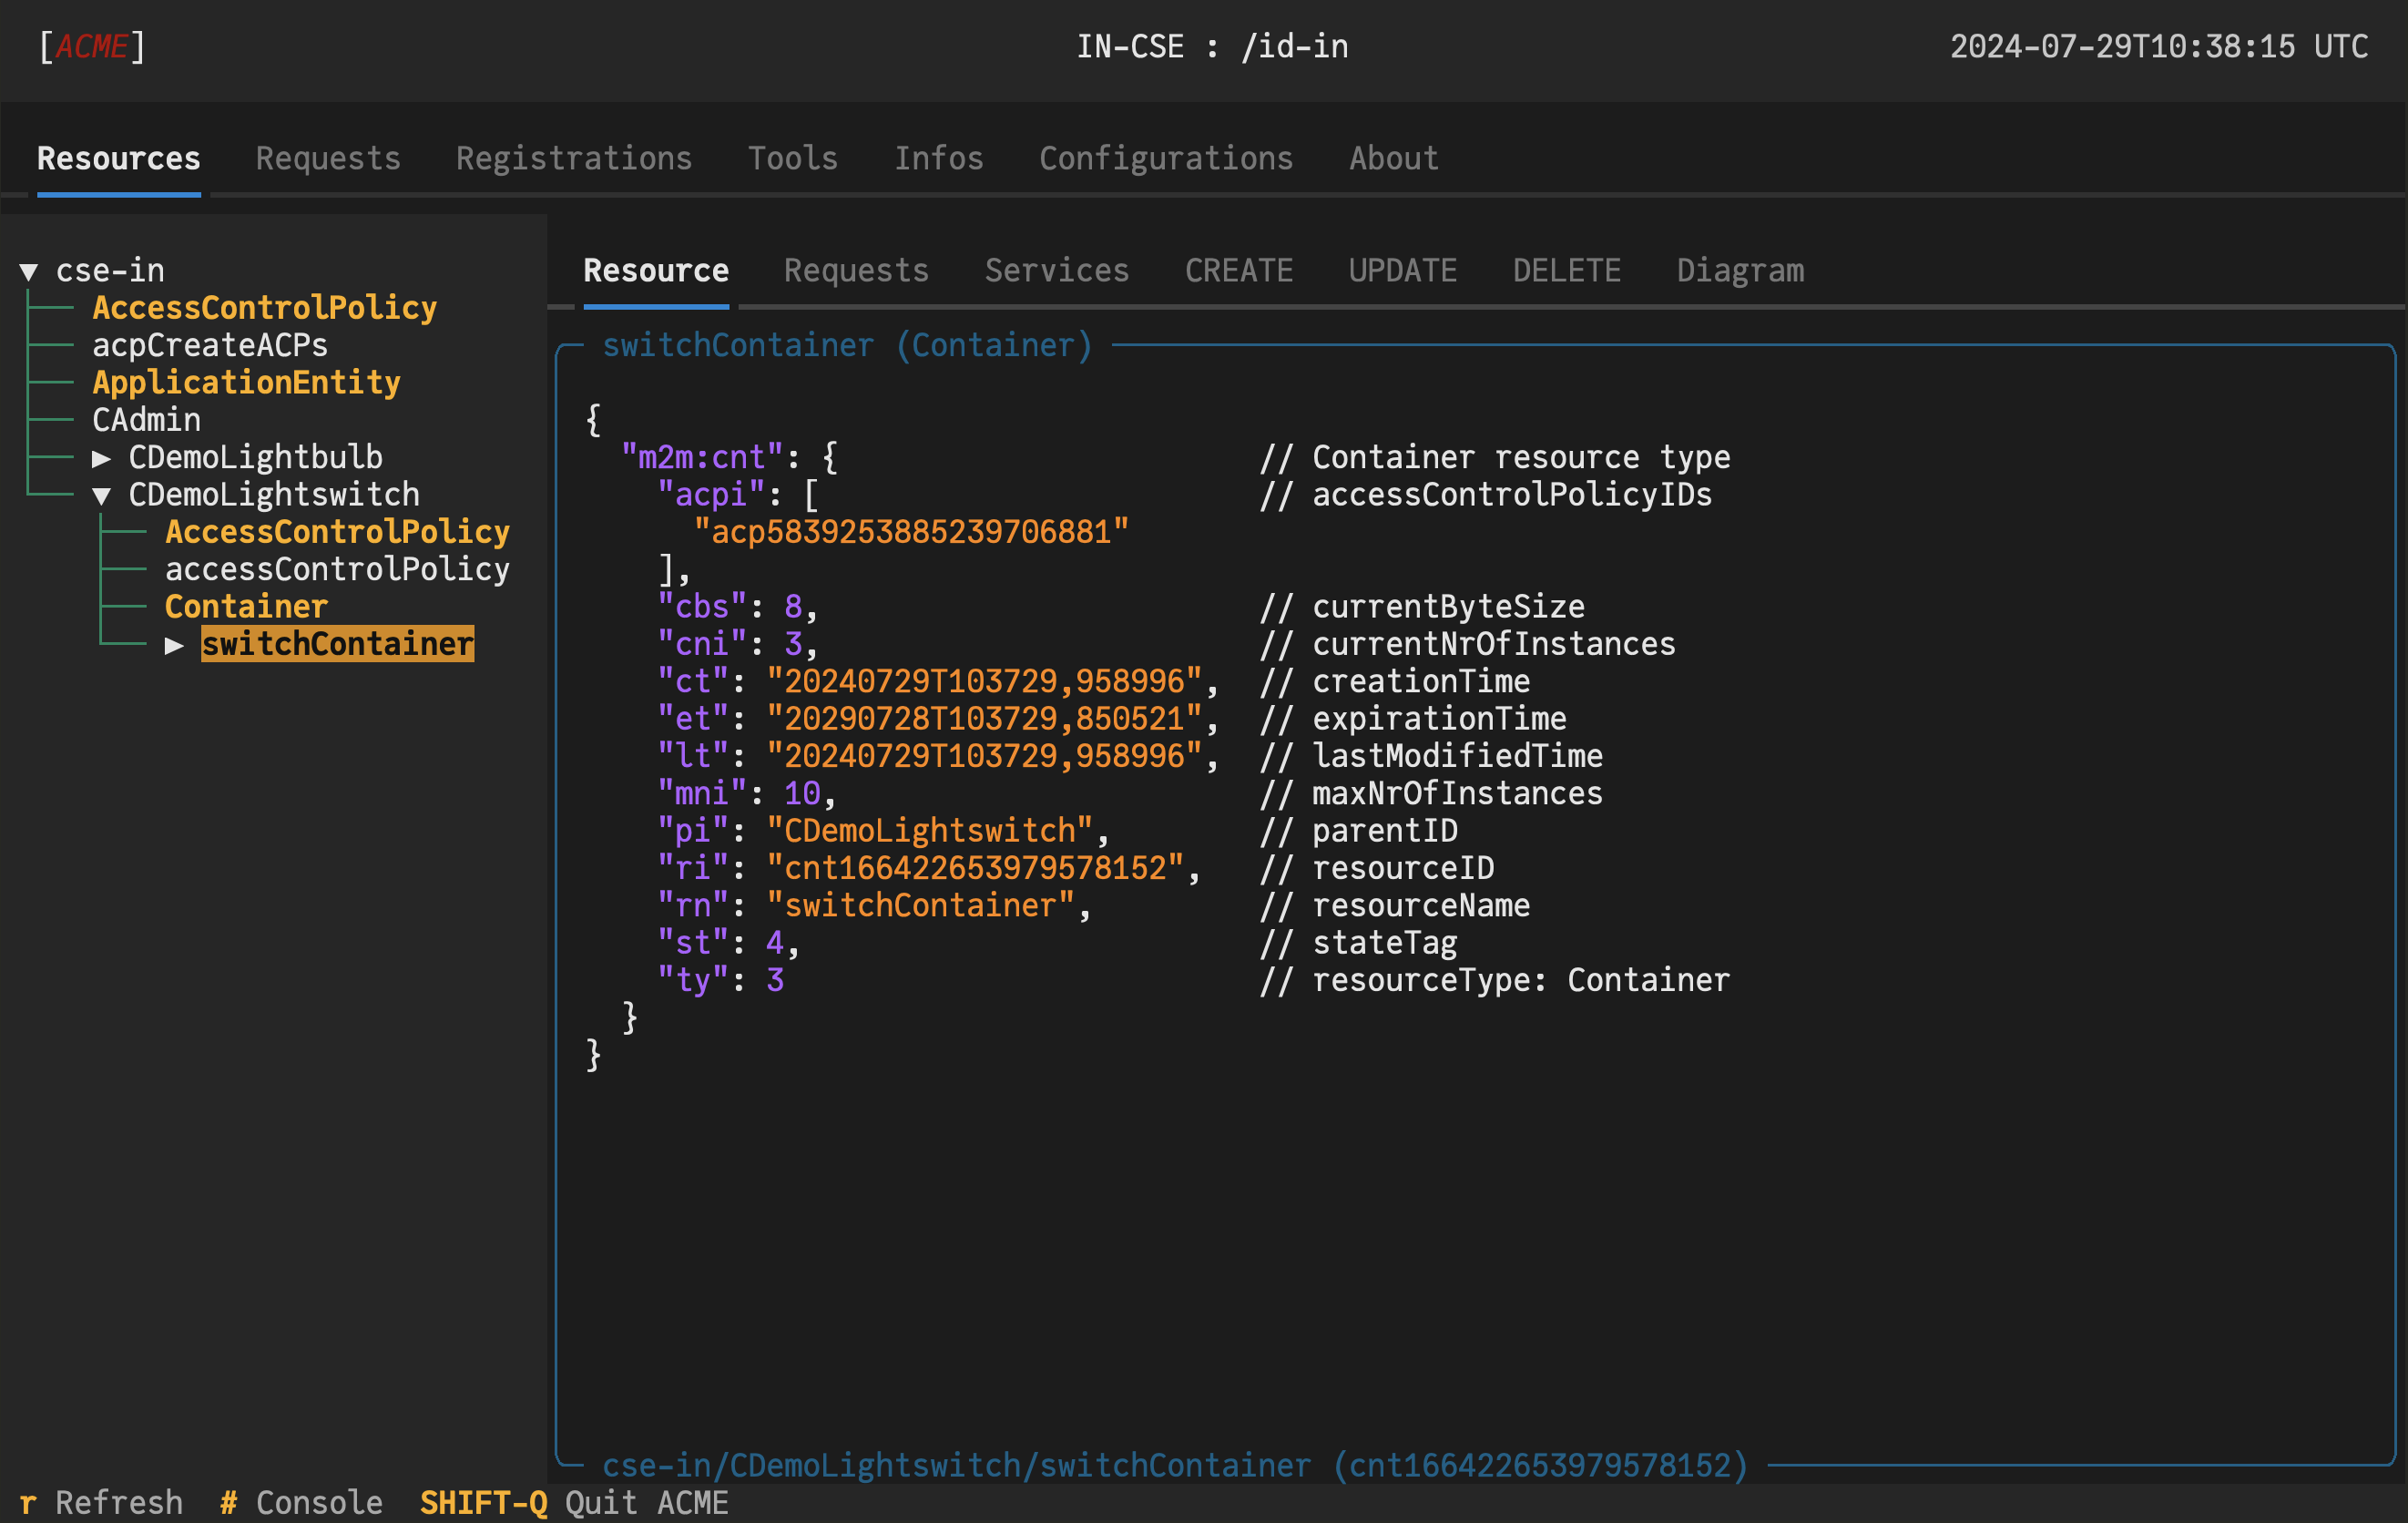 [ACME] IN-CSE : /id-in 2024-07-29T10:38:15 UTC
Resources Requests Registrations Tools Infos Configurations About
▼ cse-in
AccessControlPolicy
acpCreateACPs
ApplicationEntity
CAdmin
▶ CDemoLightbulb
▼ CDemoLightswitch
AccessControlPolicy
accessControlPolicy
Container
▶ switchContainer
Resource Requests Services CREATE UPDATE DELETE Diagram
switchContainer (Container)
{
"m2m:cnt": { // Container resource type
"acpi": [ // accessControlPolicyIDs
"acp5839253885239706881"
],
"cbs": 8, // currentByteSize
"cni": 3, // currentNrOfInstances
"ct": "20240729T103729,958996", // creationTime
"et": "20290728T103729,850521", // expirationTime
"lt": "20240729T103729,958996", // lastModifiedTime
"mni": 10, // maxNrOfInstances
"pi": "CDemoLightswitch", // parentID
"ri": "cnt166422653979578152", // resourceID
"rn": "switchContainer", // resourceName
"st": 4, // stateTag
"ty": 3 // resourceType: Container
}
}
cse-in/CDemoLightswitch/switchContainer (cnt166422653979578152)
r Refresh # Console SHIFT-Q Quit ACME